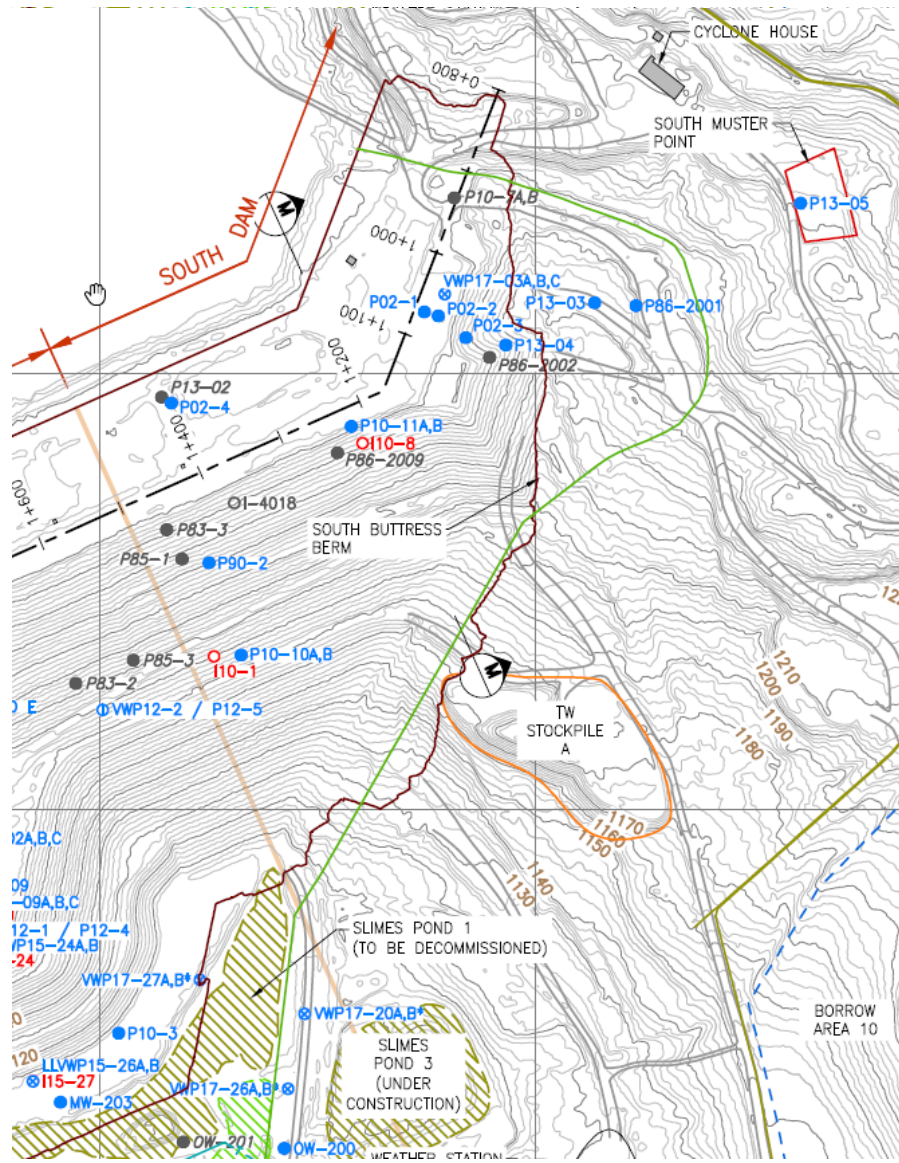 CYCLONE HOUSE
0+800
SOUTH MUSTER
POINT
P10-7A,B
P13-05
SOUTH DAM
M
1+000
VWP17-03A,B,C
P02-1
P02-2
P13-03
P86-2001
1+100
P02-3
P13-04
P86-2002
1+200
P13-02
P02-4
P10-11A,B
I10-8
1+400
P86-2009
1+600
I-4018
P83-3
SOUTH BUTTRESS
BERM
P85-1
P90-2
P85-3
I10-1
P10-10A,B
P83-2
M
1210
1200
1190
1180
E
VWP12-2 / P12-5
TW
STOCKPILE
A
1170
1160
1150
1140
1130
02A,B,C
09
-09A,B,C
12-1 / P12-4
VP15-24A,B
-24
SLIMES POND 1
(TO BE DECOMMISSIONED)
VWP17-27A,B*
VWP17-20A,B*
P10-3
BORROW
AREA 10
SLIMES
POND 3
(UNDER
CONSTRUCTION)
1120
LLVWP15-26A,B
I15-27
VWP17-26A,B*
MW-203
OW-201
OW-200
WEATHER STATION